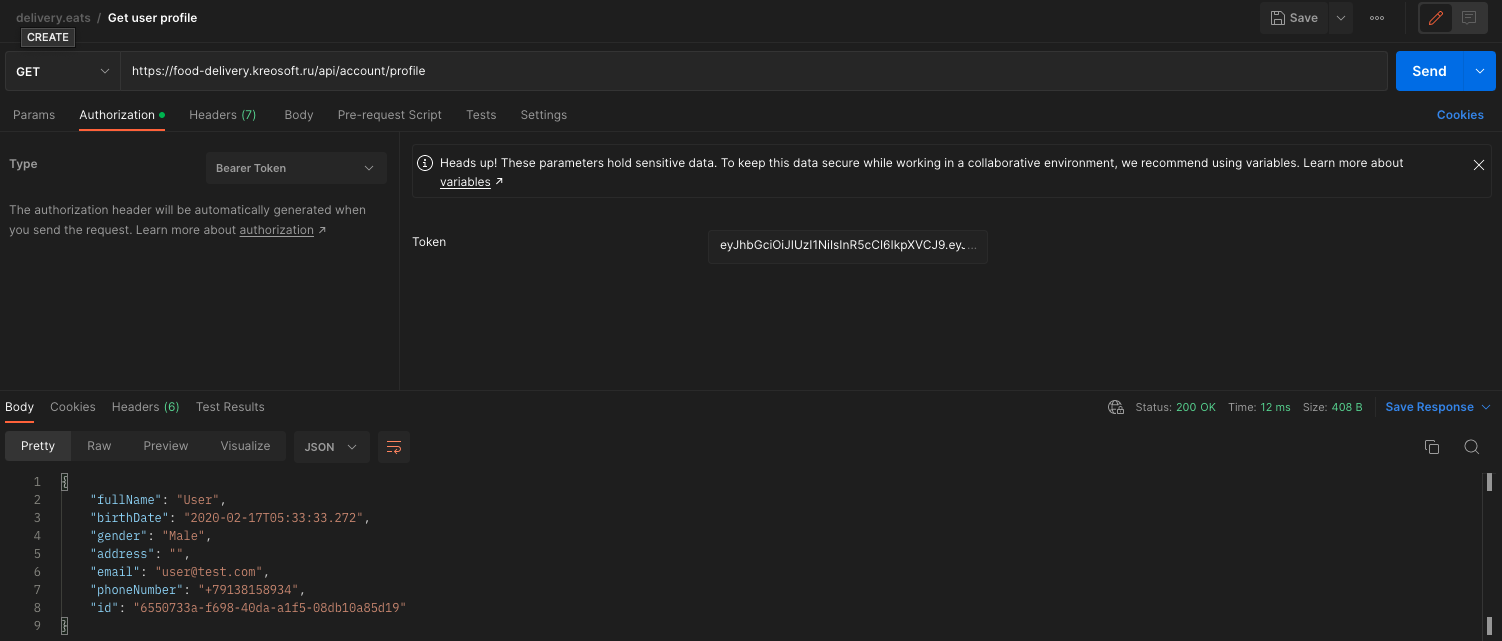 delivery.eats / Get user profile
CREATE
Save
GET
https://food-delivery.kreosoft.ru/api/account/profile
Send
Params Authorization Headers (7) Body Pre-request Script Tests Settings Cookies
Type
Bearer Token
The authorization header will be automatically generated when
you send the request. Learn more about authorization ↗
Heads up! These parameters hold sensitive data. To keep this data secure while working in a collaborative environment, we recommend using variables. Learn more about
variables ↗
Token
eyJhbGciOiJIUzI1NiIsInR5cCI6IkpXVCJ9.eyJ...
Body Cookies Headers (6) Test Results Status: 200 OK Time: 12 ms Size: 408 B Save Response
Pretty Raw Preview Visualize JSON
1 {
2 "fullName": "User",
3 "birthDate": "2020-02-17T05:33:33.272",
4 "gender": "Male",
5 "address": "",
6 "email": "user@test.com",
7 "phoneNumber": "+79138158934",
8 "id": "6550733a-f698-40da-a1f5-08db10a85d19"
9 }